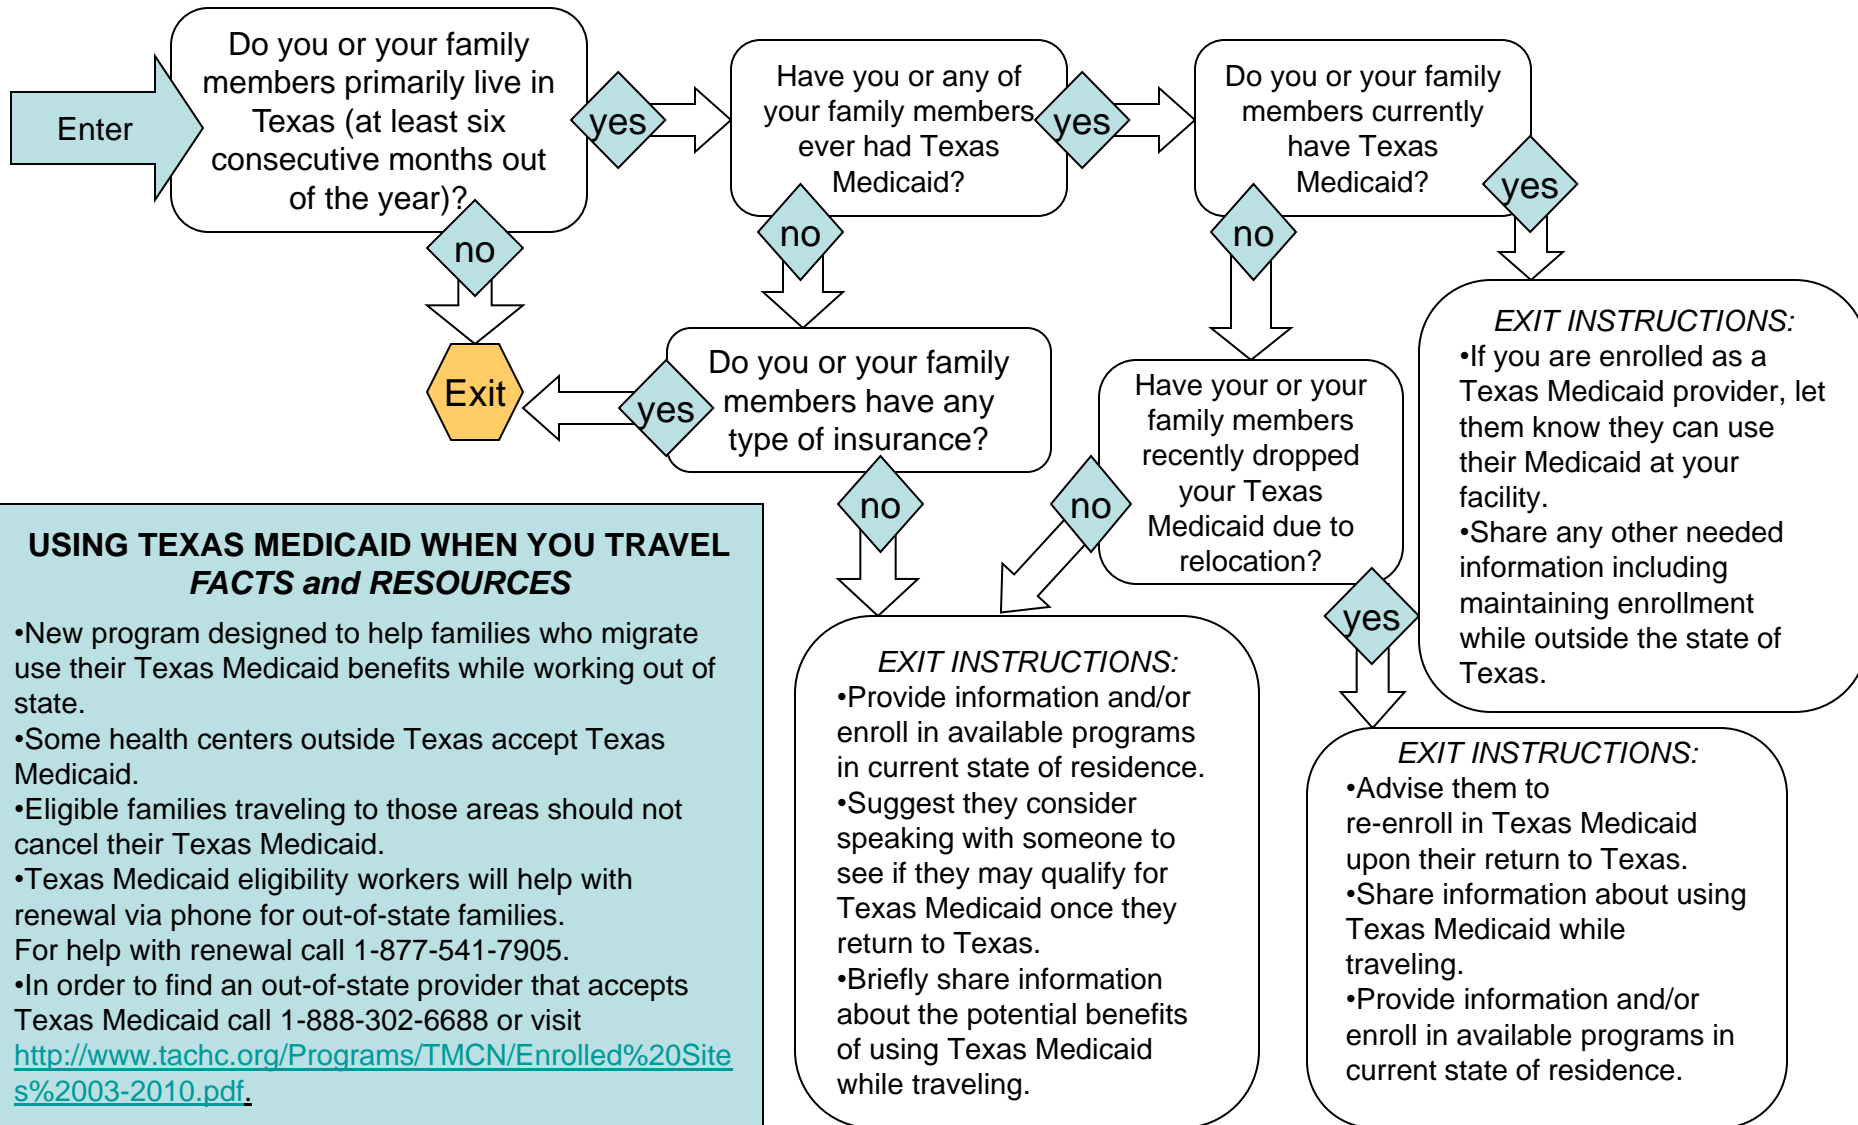 Enter
Do you or your family
members primarily live in
Texas (at least six
consecutive months out
of the year)?
yes
no
Have you or any of
your family members
ever had Texas
Medicaid?
yes
no
Do you or your family
members currently
have Texas
Medicaid?
yes
no
Exit
Do you or your family
members have any
type of insurance?
yes
no
Have your or your
family members
recently dropped
your Texas
Medicaid due to
relocation?
no
yes
EXIT INSTRUCTIONS:
•If you are enrolled as a
Texas Medicaid provider, let
them know they can use
their Medicaid at your
facility.
•Share any other needed
information including
maintaining enrollment
while outside the state of
Texas.
USING TEXAS MEDICAID WHEN YOU TRAVEL
FACTS and RESOURCES
•New program designed to help families who migrate
use their Texas Medicaid benefits while working out of
state.
•Some health centers outside Texas accept Texas
Medicaid.
•Eligible families traveling to those areas should not
cancel their Texas Medicaid.
•Texas Medicaid eligibility workers will help with
renewal via phone for out-of-state families.
For help with renewal call 1-877-541-7905.
•In order to find an out-of-state provider that accepts
Texas Medicaid call 1-888-302-6688 or visit
http://www.tachc.org/Programs/TMCN/Enrolled%20Site
s%2003-2010.pdf.
EXIT INSTRUCTIONS:
•Provide information and/or
enroll in available programs
in current state of residence.
•Suggest they consider
speaking with someone to
see if they may qualify for
Texas Medicaid once they
return to Texas.
•Briefly share information
about the potential benefits
of using Texas Medicaid
while traveling.
EXIT INSTRUCTIONS:
•Advise them to
re-enroll in Texas Medicaid
upon their return to Texas.
•Share information about using
Texas Medicaid while
traveling.
•Provide information and/or
enroll in available programs in
current state of residence.